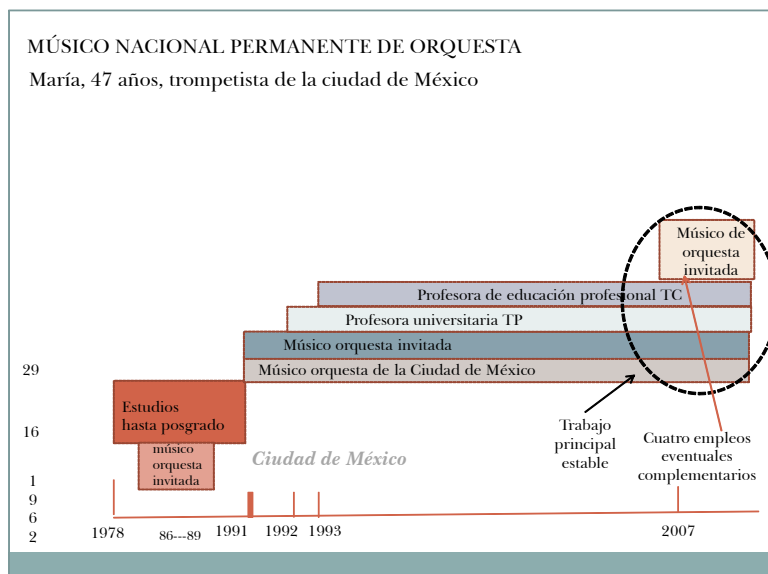 MÚSICO NACIONAL PERMANENTE DE ORQUESTA
María, 47 años, trompetista de la ciudad de México
Músico de
orquesta
invitada
Profesora de educación profesional TC
Profesora universitaria TP
Músico orquesta invitada
Músico orquesta de la Ciudad de México
29
Estudios
hasta posgrado
16
músico
orquesta
invitada
Ciudad de México
Trabajo
principal
estable
Cuatro empleos
eventuales
complementarios
1
9
6
2
1978
86---89
1991
1992
1993
2007